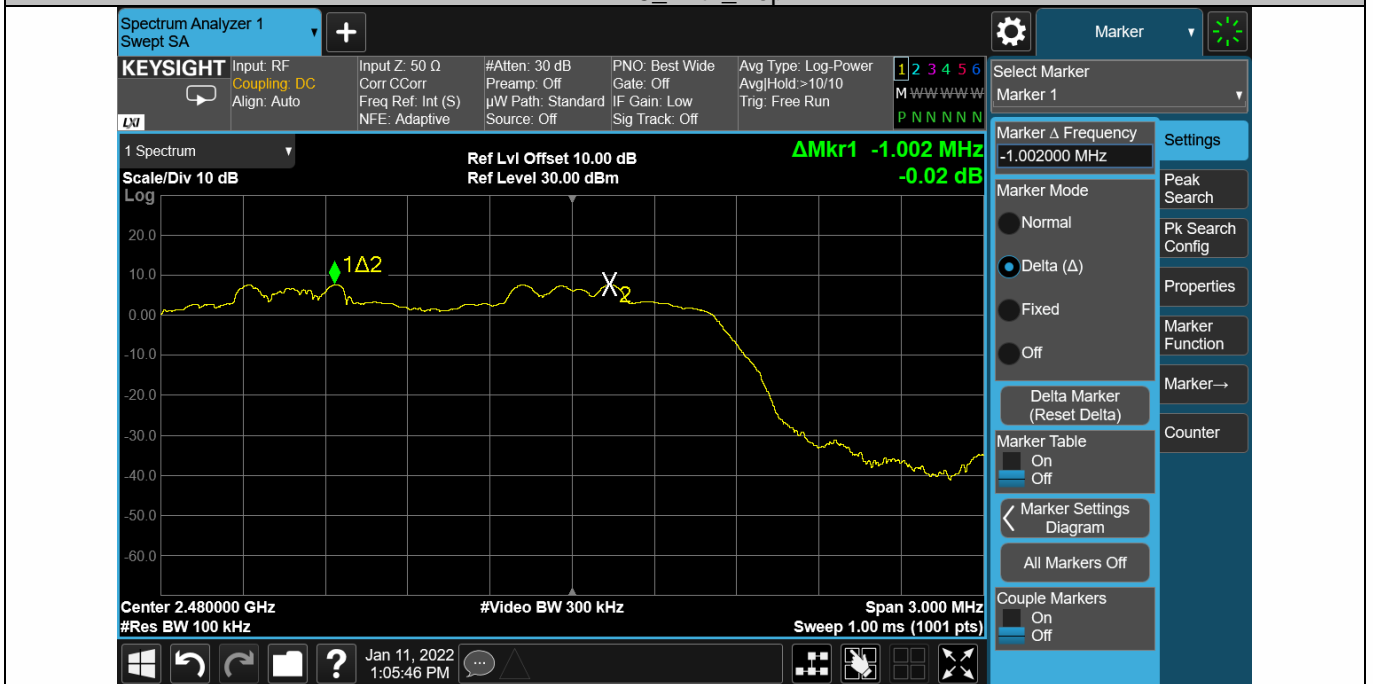 Spectrum Analyzer 1
Swept SA
+
Marker
KEYSIGHT
LXI
Input: RF
Coupling: DC
Align: Auto
Input Z: 50 Ω
Corr CCorr
Freq Ref: Int (S)
NFE: Adaptive
#Atten: 30 dB
Preamp: Off
µW Path: Standard
Source: Off
PNO: Best Wide
Gate: Off
IF Gain: Low
Sig Track: Off
Avg Type: Log-Power
Avg|Hold:>10/10
Trig: Free Run
1 2 3 4 5 6
M W W W W W
P N N N N N
Select Marker
Marker 1
1 Spectrum
Scale/Div 10 dB
Log
Ref Lvl Offset 10.00 dB
Ref Level 30.00 dBm
ΔMkr1 -1.002 MHz
-0.02 dB
20.0
10.0
0.00
-10.0
-20.0
-30.0
-40.0
-50.0
-60.0
1Δ2
X
2
Center 2.480000 GHz
#Res BW 100 kHz
#Video BW 300 kHz
Span 3.000 MHz
Sweep 1.00 ms (1001 pts)
Marker Δ Frequency
-1.002000 MHz
Marker Mode
Normal
Delta (Δ)
Fixed
Off
Delta Marker
(Reset Delta)
Marker Table
On
Off
Marker Settings
Diagram
All Markers Off
Couple Markers
On
Off
Settings
Peak
Search
Pk Search
Config
Properties
Marker
Function
Marker→
Counter
?
Jan 11, 2022
1:05:46 PM